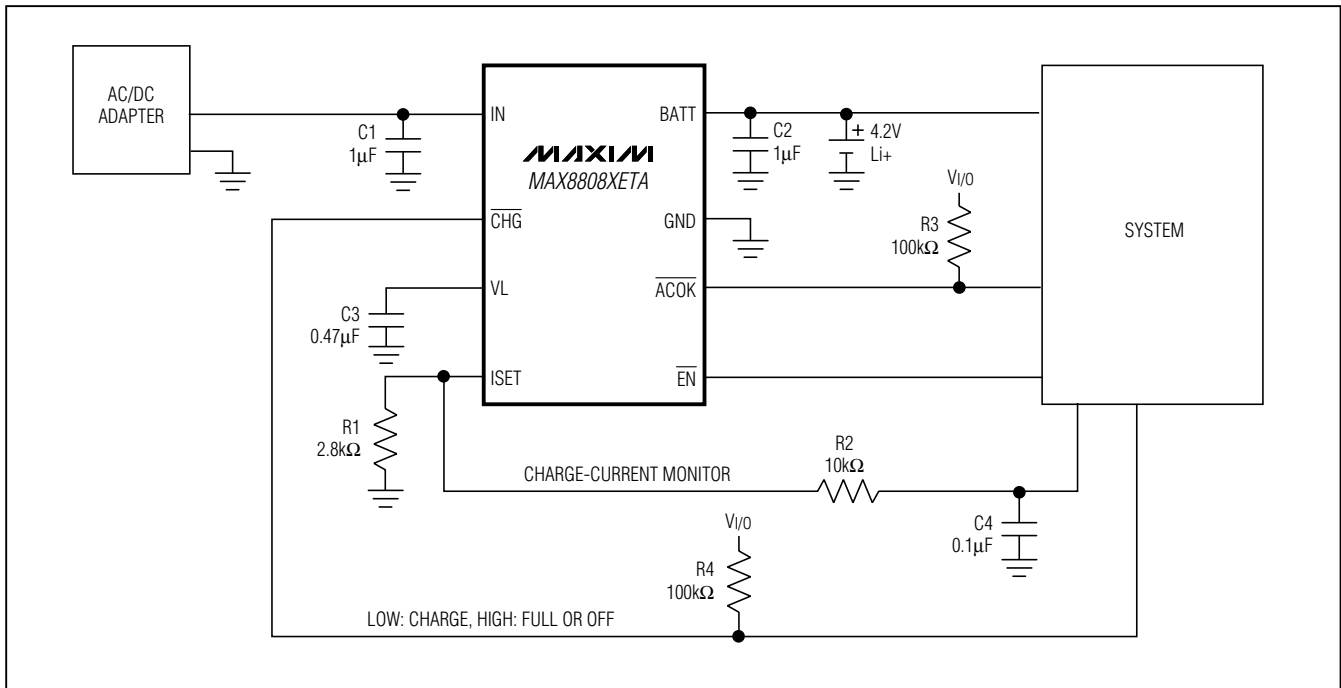 AC/DC
ADAPTER
C1
1µF
IN
CHG
VL
ISET
MAXIM
MAX8808XETA
BATT
GND
ACOK
EN
C2
1µF
+ 4.2V
Li+
VI/O
R3
100kΩ
SYSTEM
C3
0.47µF
R1
2.8kΩ
CHARGE-CURRENT MONITOR
R2
10kΩ
C4
0.1µF
VI/O
R4
100kΩ
LOW: CHARGE, HIGH: FULL OR OFF